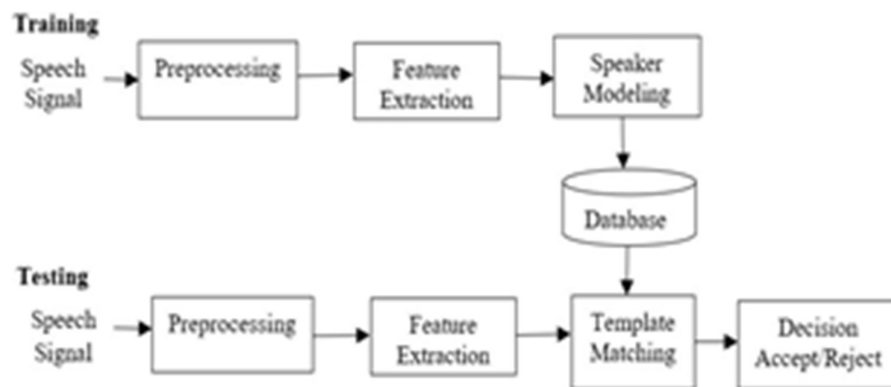 Training
Speech
Signal
Preprocessing
Feature
Extraction
Speaker
Modeling
Database
Testing
Speech
Signal
Preprocessing
Feature
Extraction
Template
Matching
Decision
Accept/Reject